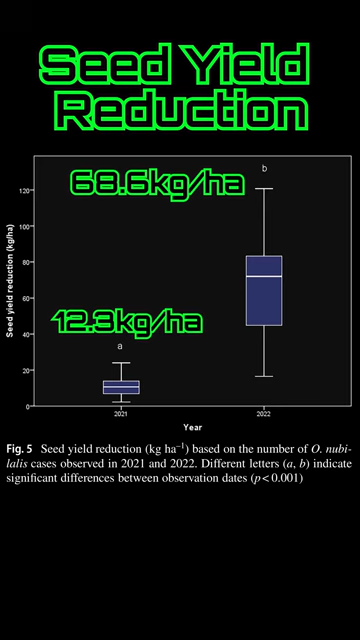 Seed Yield
Reduction
68.6kg/ha
b
120
100
80
60
40
20
0
Seed yield reduction (kg/ha)
12.3kg/ha
a
2021 2022
Year
Fig. 5 Seed yield reduction (kg ha⁻¹) based on the number of O. nubi-
lalis cases observed in 2021 and 2022. Different letters (a, b) indicate
significant differences between observation dates (p < 0.001)